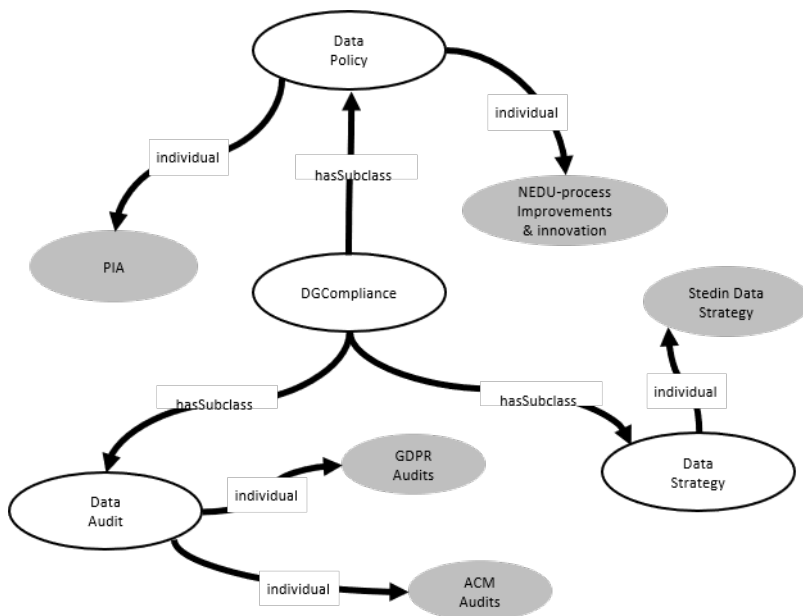 Data
Policy
individual
individual
hasSubclass
NEDU-process
Improvements
& innovation
PIA
DGCompliance
Stedin Data
Strategy
individual
hasSubclass
hasSubclass
GDPR
Audits
individual
Data
Strategy
Data
Audit
individual
ACM
Audits